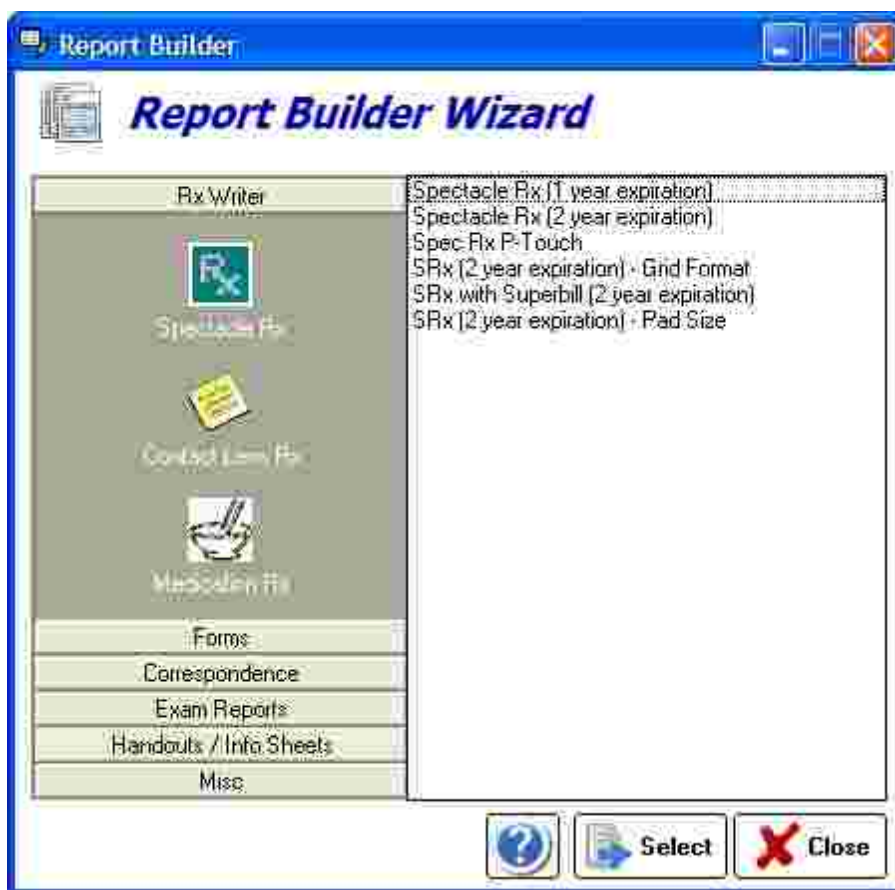 Report Builder
Report Builder Wizard
Rx Writer
Spectacle Rx
Contact Lens Rx
Medication Rx
Forms
Correspondence
Exam Reports
Handouts / Info Sheets
Misc
Spectacle Rx (1 year expiration)
Spectacle Rx (2 year expiration)
Spec Rx P-Touch
SRx (2 year expiration) - Grid Format
SRx with Superbill (2 year expiration)
SRx (2 year expiration) - Pad Size
Select
Close